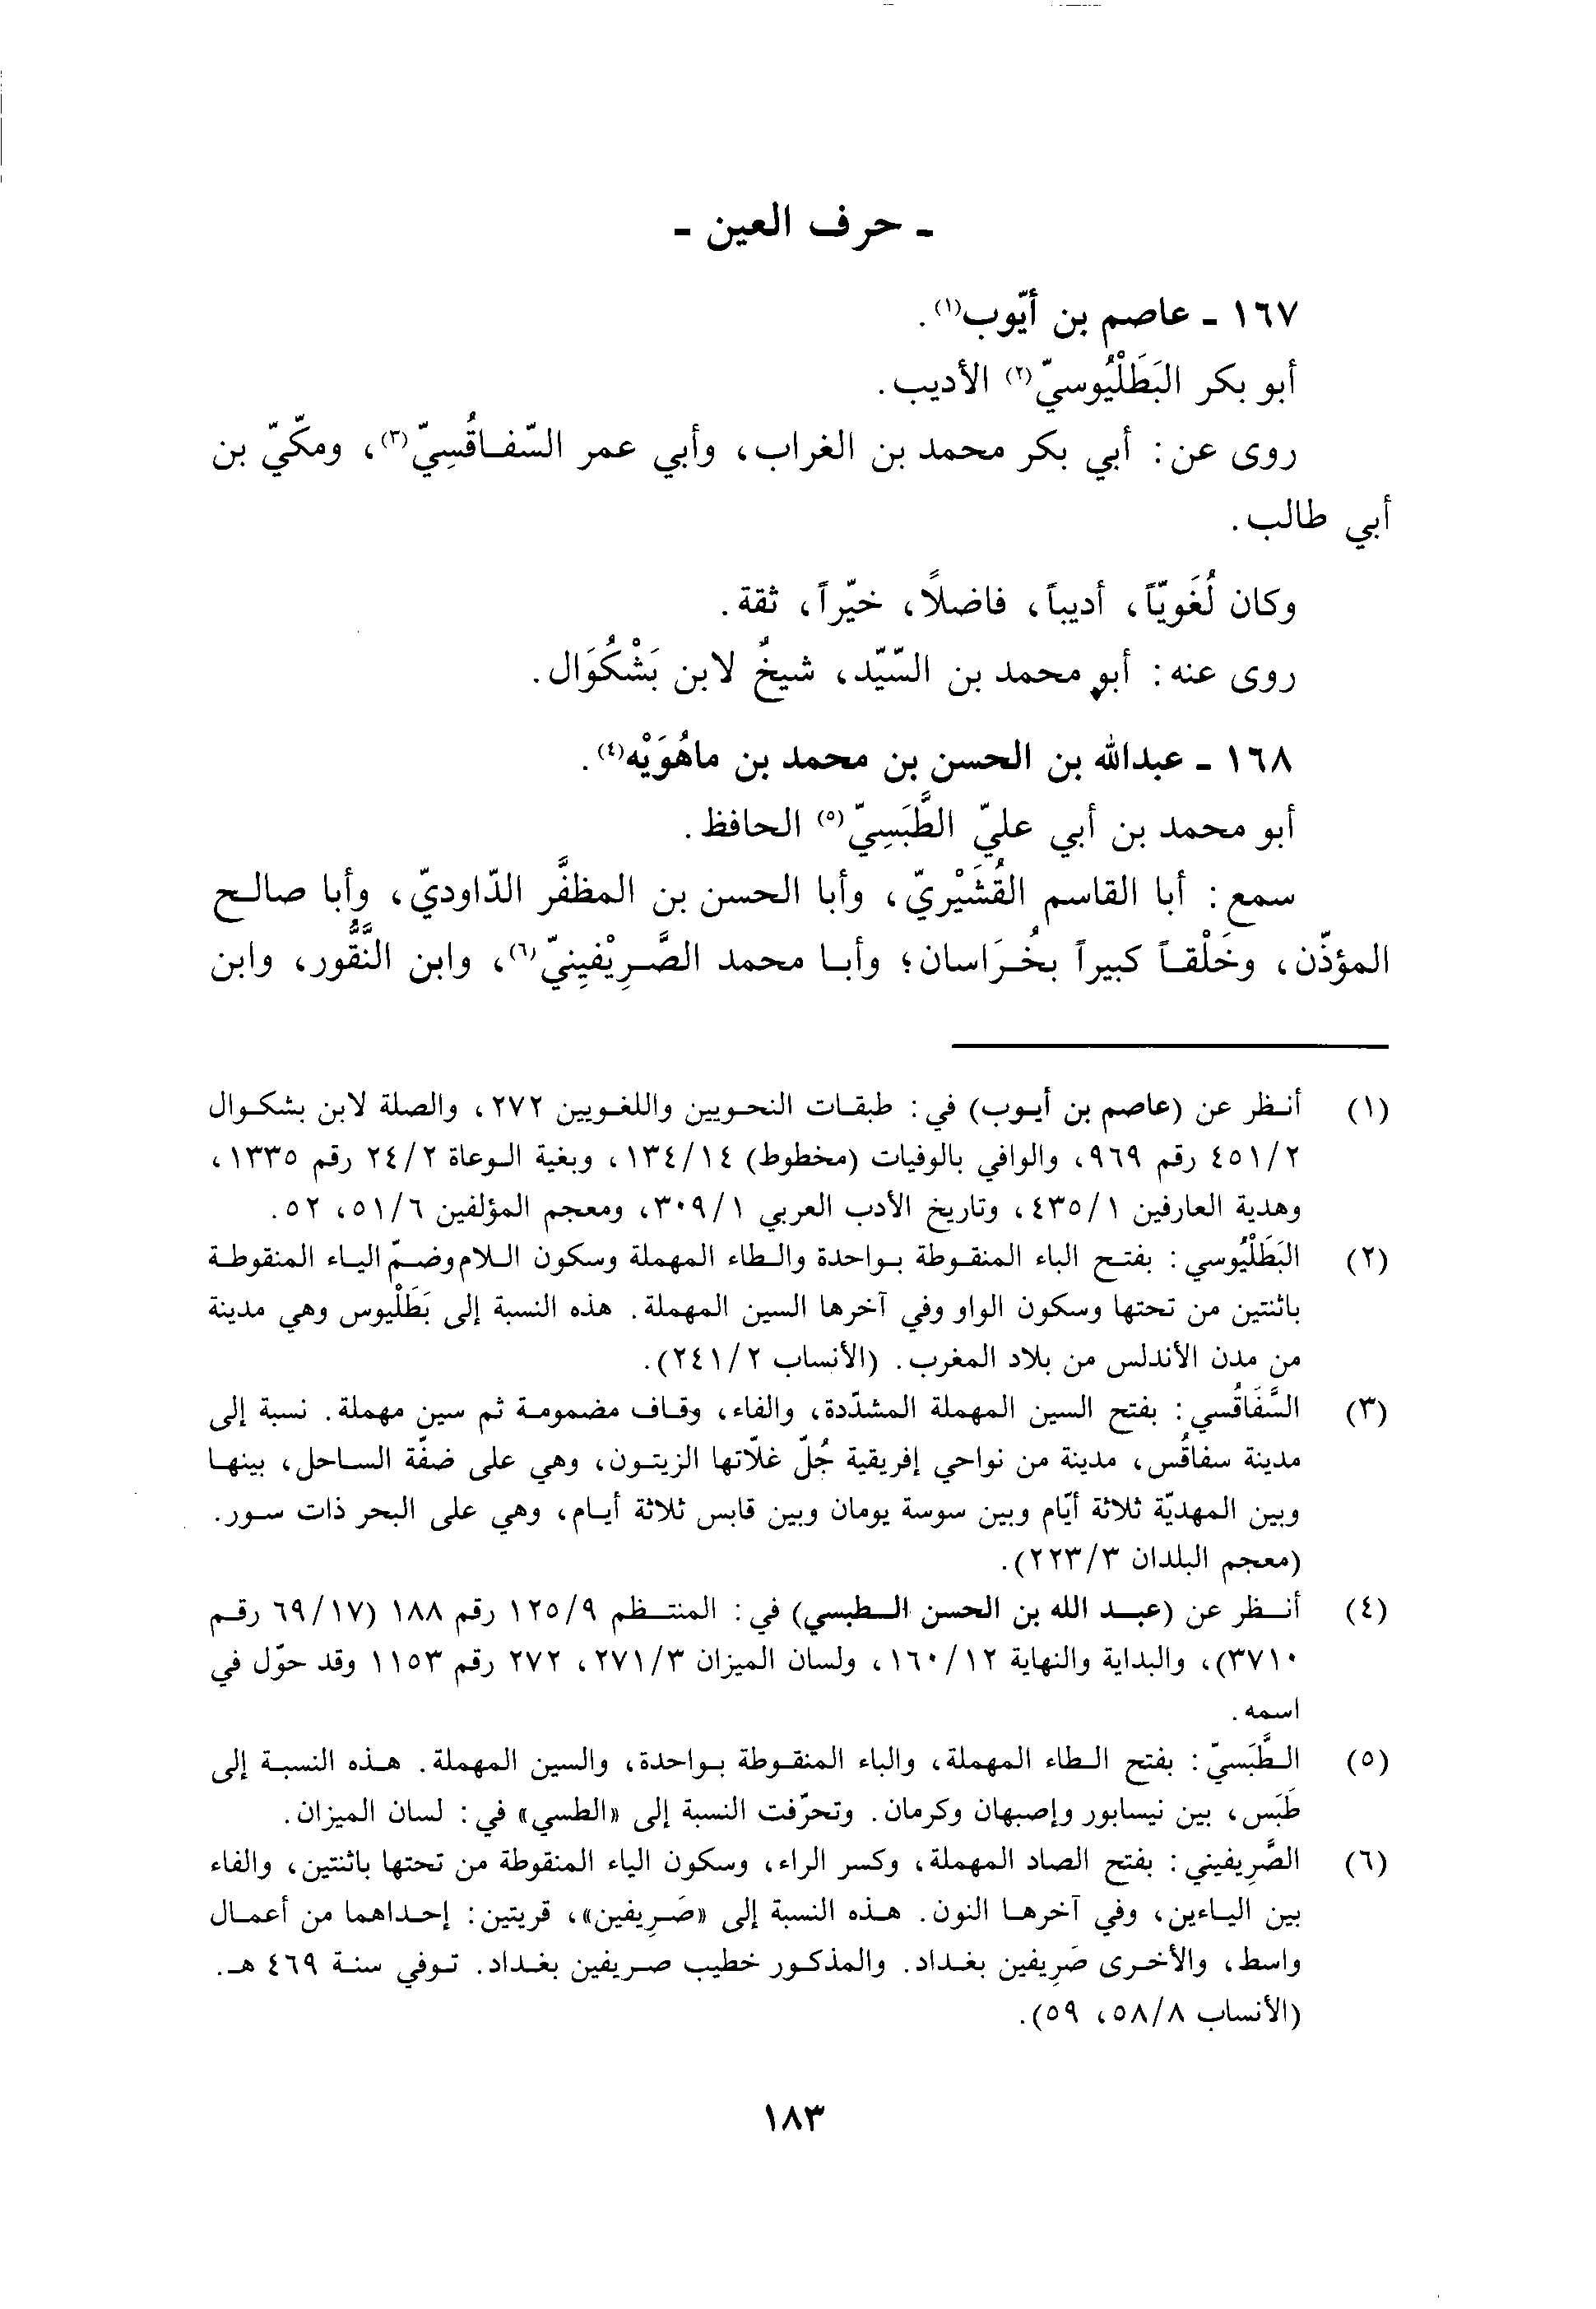 - حرف العين -
١٦٧ - عاصم بن أيّوب(١).
أبو بكر البَطَلْيُوسيّ(٢) الأديب.
روى عن: أبي بكر محمد بن الغراب، وأبي عمر السّفاقُسِيّ(٣)، ومكّيّ بن
أبي طالب.
وكان لُغَويّاً، أديباً، فاضلاً، خيّراً، ثقة.
روى عنه: أبو محمد بن السّيّد، شيخٌ لابن بَشْكُوَال.
١٦٨ - عبدالله بن الحسن بن محمد بن ماهُوَيْه(٤).
أبو محمد بن أبي عليّ الطَّبَسِيّ(٥) الحافظ.
سمع: أبا القاسم القُشَيْريّ، وأبا الحسن بن المظفَّر الدّاوديّ، وأبا صالح
المؤذّن، وخَلْقاً كبيراً بخُرَاسان؛ وأبا محمد الصَّرِيْفِينِيّ(٦)، وابن النَّقُّور، وابن
(١) أنظر عن (عاصم بن أيوب) في: طبقات النحويين واللغويين ٢٧٢، والصلة لابن بشكوال
٤٥١/٢ رقم ٩٦٩، والوافي بالوفيات (مخطوط) ١٣٤/١٤، وبغية الوعاة ٢٤/٢ رقم ١٣٣٥،
وهدية العارفين ٤٣٥/١، وتاريخ الأدب العربي ٣٠٩/١، ومعجم المؤلفين ٥١/٦، ٥٢.
(٢) البَطَلْيُوسي: بفتح الباء المنقوطة بواحدة والطاء المهملة وسكون اللام وضمّ الياء المنقوطة
باثنتين من تحتها وسكون الواو وفي آخرها السين المهملة. هذه النسبة إلى بَطَلْيوس وهي مدينة
من مدن الأندلس من بلاد المغرب. (الأنساب ٢٤١/٢).
(٣) السَّفَاقُسي: بفتح السين المهملة المشدّدة، والفاء، وقاف مضمومة ثم سين مهملة. نسبة إلى
مدينة سفاقُس، مدينة من نواحي إفريقية جُلّ غلّاتها الزيتون، وهي على ضفّة الساحل، بينها
وبين المهديّة ثلاثة أيّام وبين سوسة يومان وبين قابس ثلاثة أيام، وهي على البحر ذات سور.
(معجم البلدان ٢٢٣/٣).
(٤) أنظر عن (عبد الله بن الحسن الطبسي) في: المنتظم ١٢٥/٩ رقم ١٨٨ (٦٩/١٧ رقم
٣٧١٠)، والبداية والنهاية ١٦٠/١٢، ولسان الميزان ٢٧١/٣، ٢٧٢ رقم ١١٥٣ وقد حوّل في
اسمه.
(٥) الطَّبَسيّ: بفتح الطاء المهملة، والباء المنقوطة بواحدة، والسين المهملة. هذه النسبة إلى
طَبَس، بين نيسابور وإصبهان وكرمان. وتحرّفت النسبة إلى «الطسي» في: لسان الميزان.
(٦) الصَّرِيفيني: بفتح الصاد المهملة، وكسر الراء، وسكون الياء المنقوطة من تحتها باثنتين، والفاء
بين الياءين، وفي آخرها النون. هذه النسبة إلى «صَرِيفين»، قريتين: إحداهما من أعمال
واسط، والأخرى صَرِيفين بغداد. والمذكور خطيب صريفين بغداد. توفي سنة ٤٦٩ هـ.
(الأنساب ٥٨/٨، ٥٩).
١٨٣